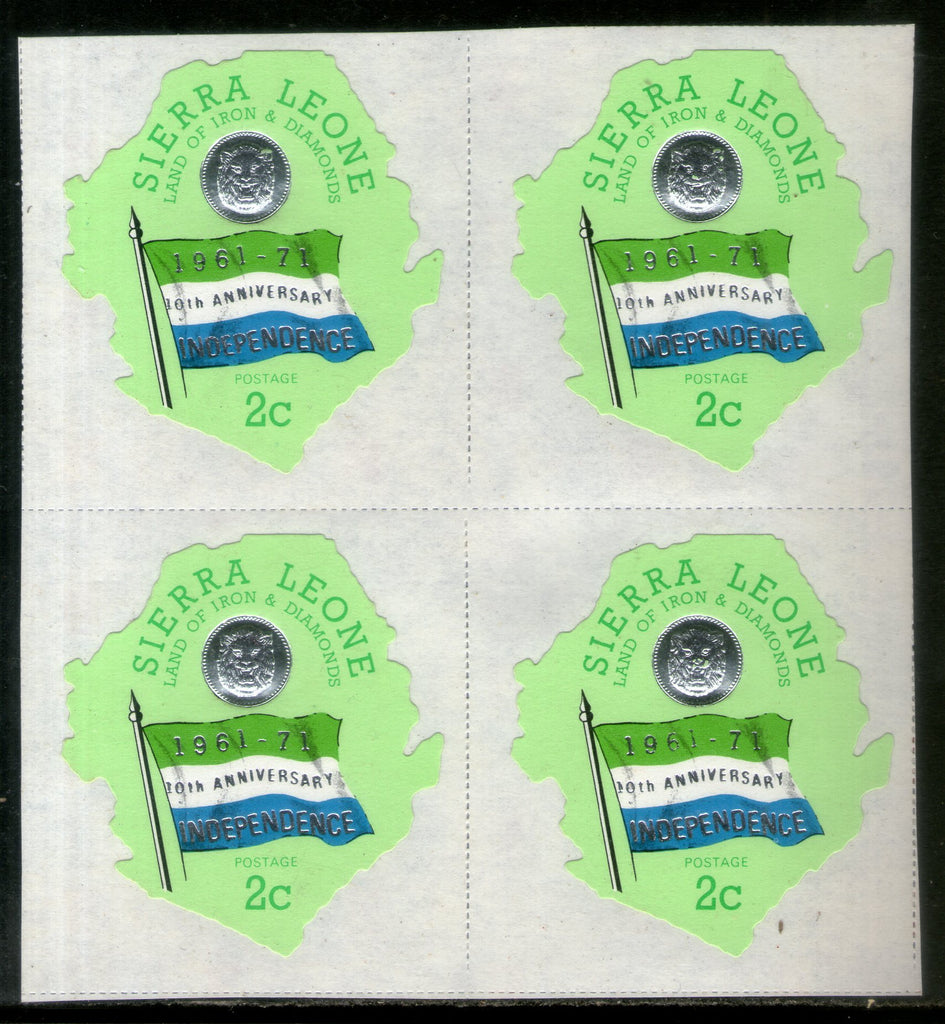 SIERRA LEONE
LAND OF IRON & DIAMONDS
1961-71
10th ANNIVERSARY
INDEPENDENCE
POSTAGE
2c
SIERRA LEONE
LAND OF IRON & DIAMONDS
1961-71
10th ANNIVERSARY
INDEPENDENCE
POSTAGE
2c
SIERRA LEONE
LAND OF IRON & DIAMONDS
1961-71
10th ANNIVERSARY
INDEPENDENCE
POSTAGE
2c
SIERRA LEONE
LAND OF IRON & DIAMONDS
1961-71
10th ANNIVERSARY
INDEPENDENCE
POSTAGE
2c